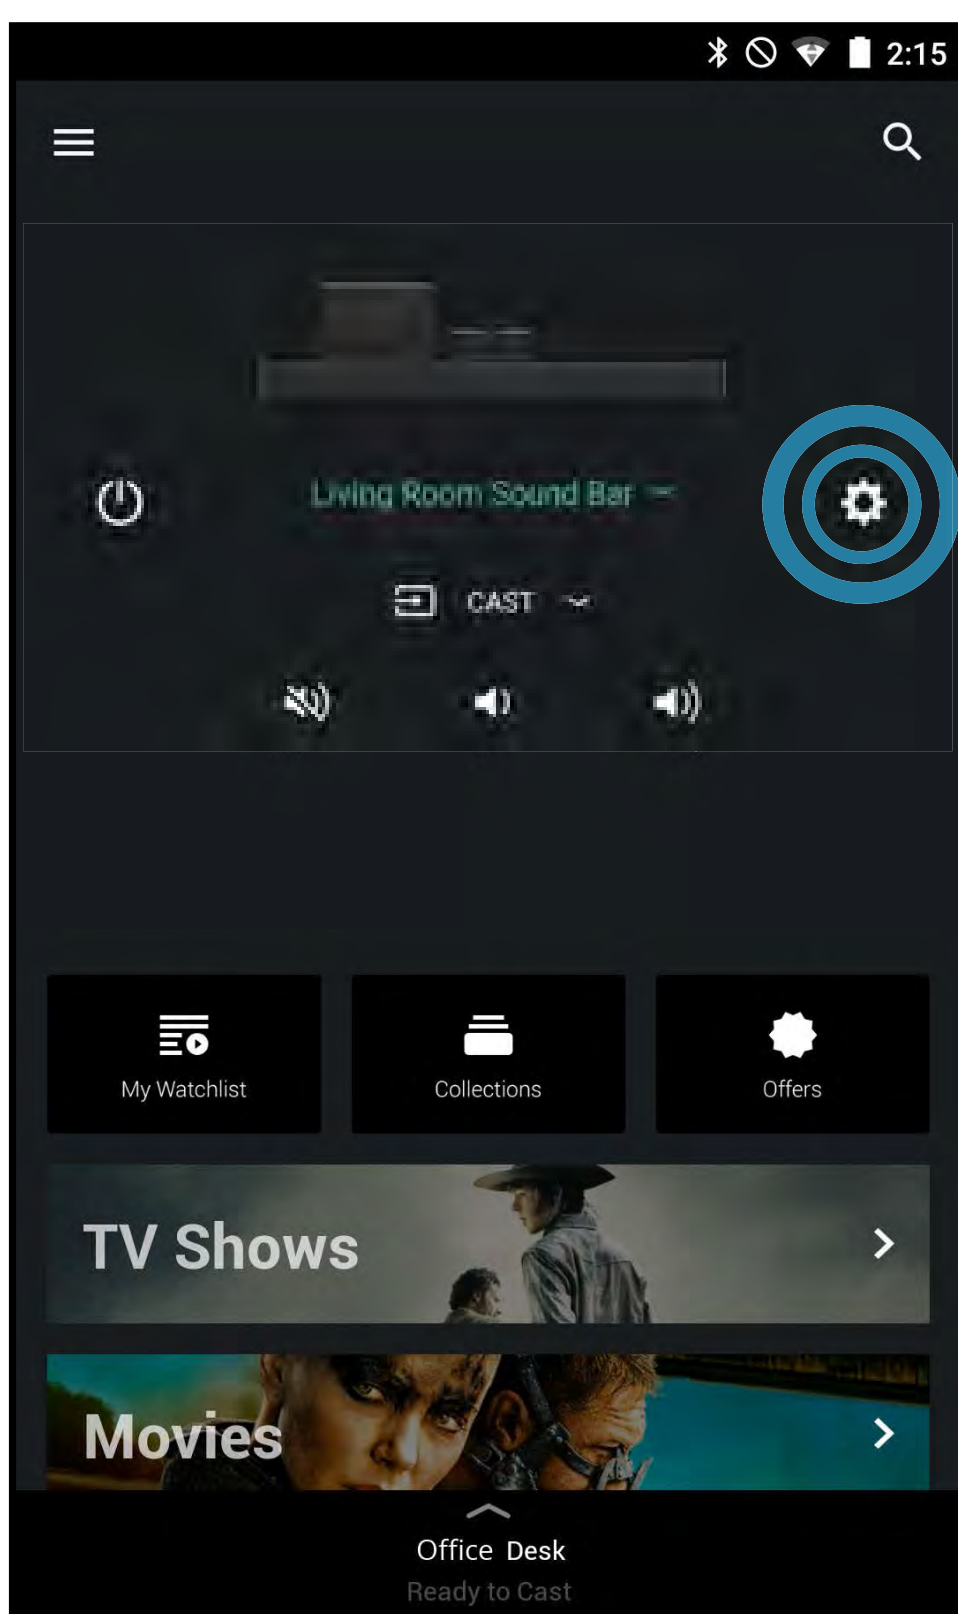 2:15
Living Room Sound Bar
CAST
My Watchlist
Collections
Offers
TV Shows
Movies
Office Desk
Ready to Cast